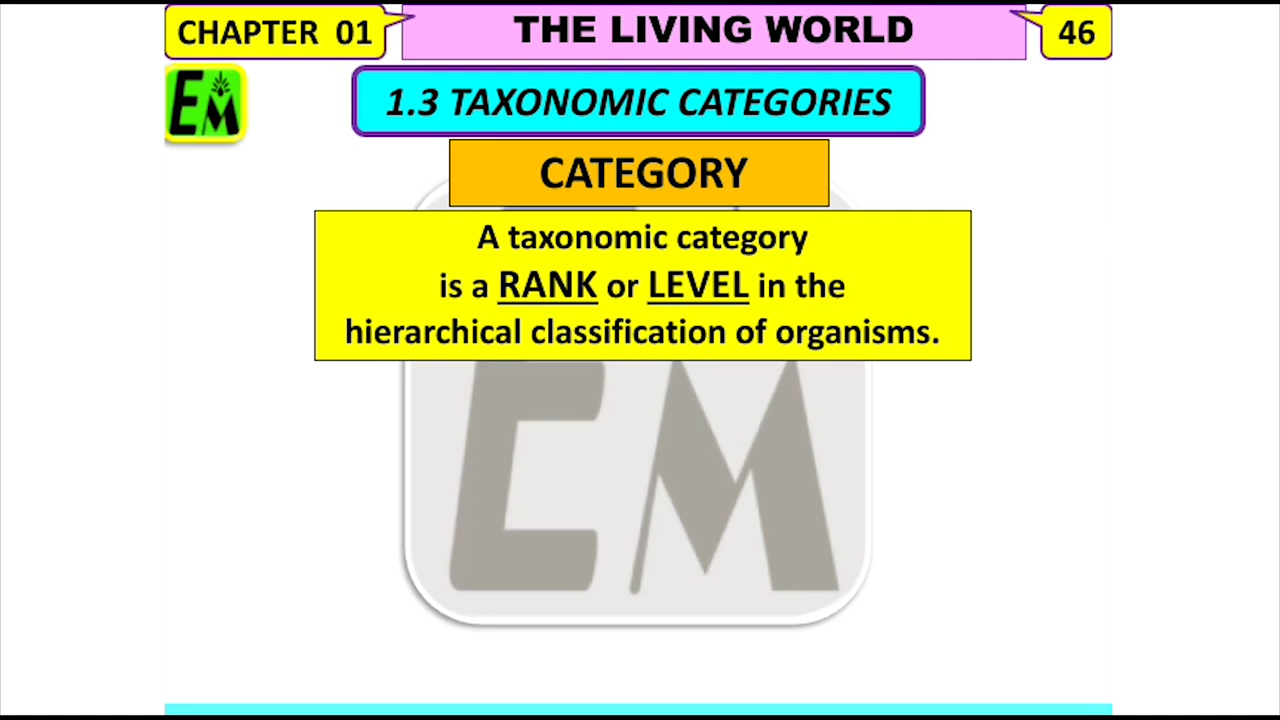 CHAPTER 01
THE LIVING WORLD
46
EM
1.3 TAXONOMIC CATEGORIES
CATEGORY
A taxonomic category
is a RANK or LEVEL in the
hierarchical classification of organisms.
EM